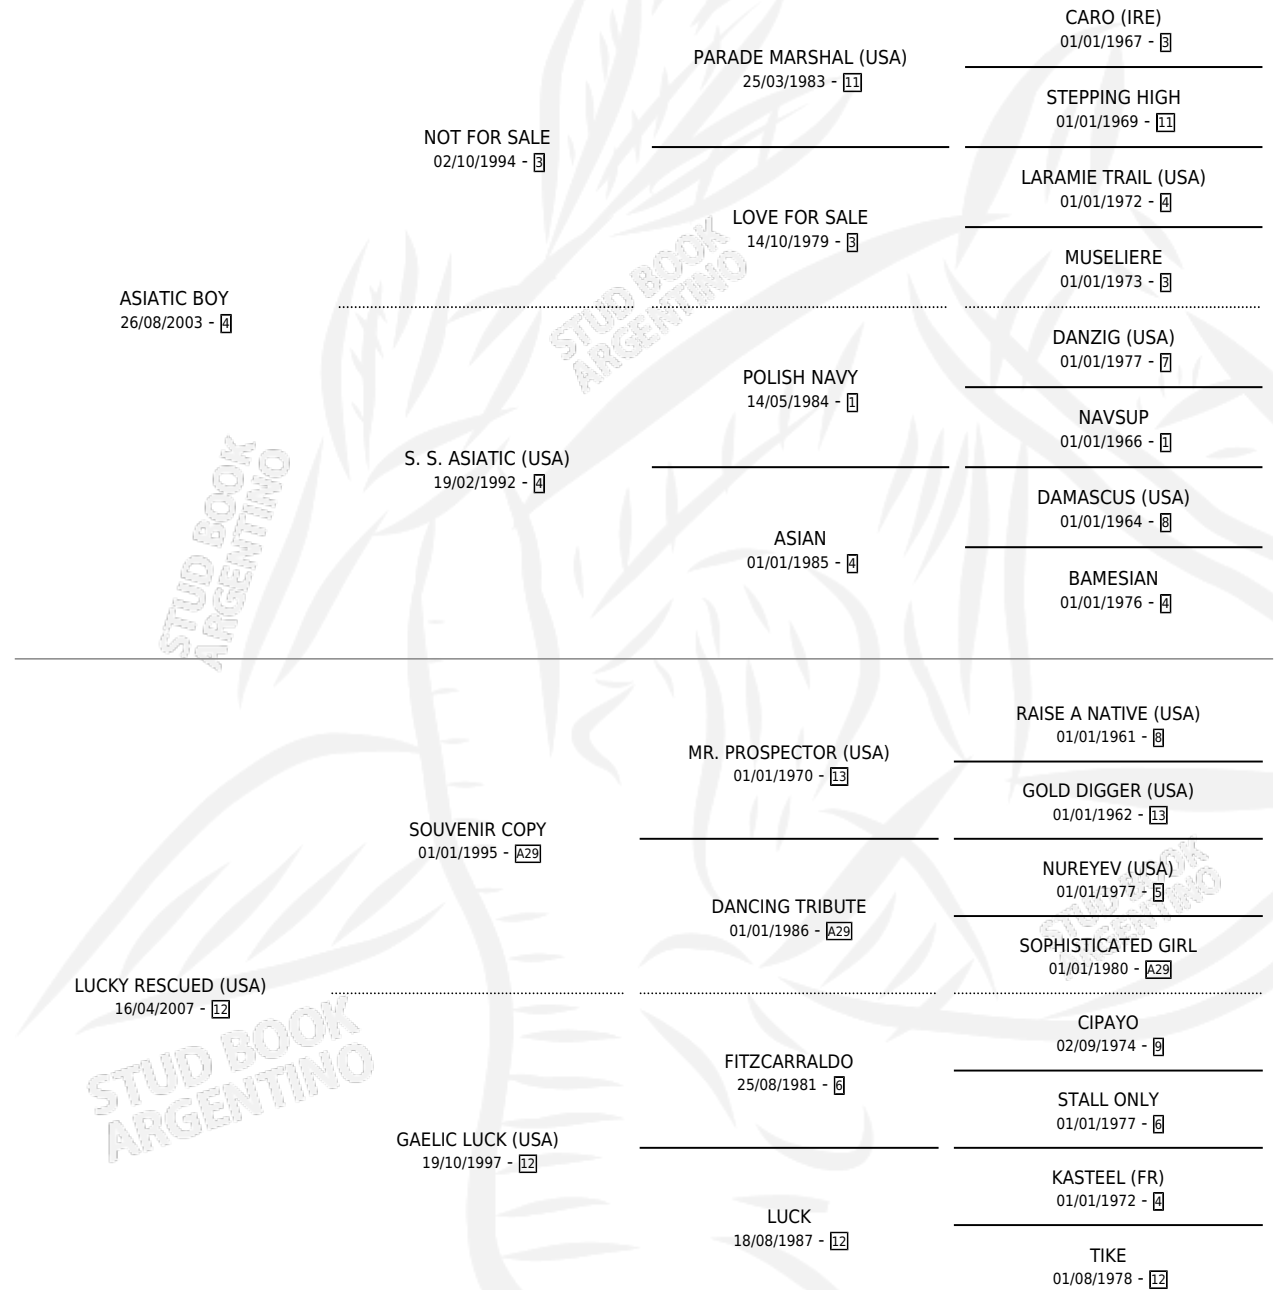 CARO (IRE)
01/01/1967 - 3
PARADE MARSHAL (USA)
25/03/1983 - 11
STEPPING HIGH
01/01/1969 - 11
NOT FOR SALE
02/10/1994 - 3
LARAMIE TRAIL (USA)
01/01/1972 - 4
LOVE FOR SALE
14/10/1979 - 3
MUSELIERE
01/01/1973 - 3
ASIATIC BOY
26/08/2003 - 4
STUD BOOK
ARGENTINO
DANZIG (USA)
01/01/1977 - 7
POLISH NAVY
14/05/1984 - 1
NAVSUP
01/01/1966 - 1
S. S. ASIATIC (USA)
19/02/1992 - 4
DAMASCUS (USA)
01/01/1964 - 8
ASIAN
01/01/1985 - 4
BAMESIAN
01/01/1976 - 4
STUD BOOK
ARGENTINO
RAISE A NATIVE (USA)
01/01/1961 - 8
MR. PROSPECTOR (USA)
01/01/1970 - 13
GOLD DIGGER (USA)
01/01/1962 - 13
SOUVENIR COPY
01/01/1995 - A29
NUREYEV (USA)
01/01/1977 - 5
DANCING TRIBUTE
01/01/1986 - A29
SOPHISTICATED GIRL
01/01/1980 - A29
STUD BOOK
ARGENTINO
LUCKY RESCUED (USA)
16/04/2007 - 12
STUD BOOK
ARGENTINO
CIPAYO
02/09/1974 - 9
FITZCARRALDO
25/08/1981 - 6
STALL ONLY
01/01/1977 - 6
GAELIC LUCK (USA)
19/10/1997 - 12
KASTEEL (FR)
01/01/1972 - 4
LUCK
18/08/1987 - 12
TIKE
01/08/1978 - 12